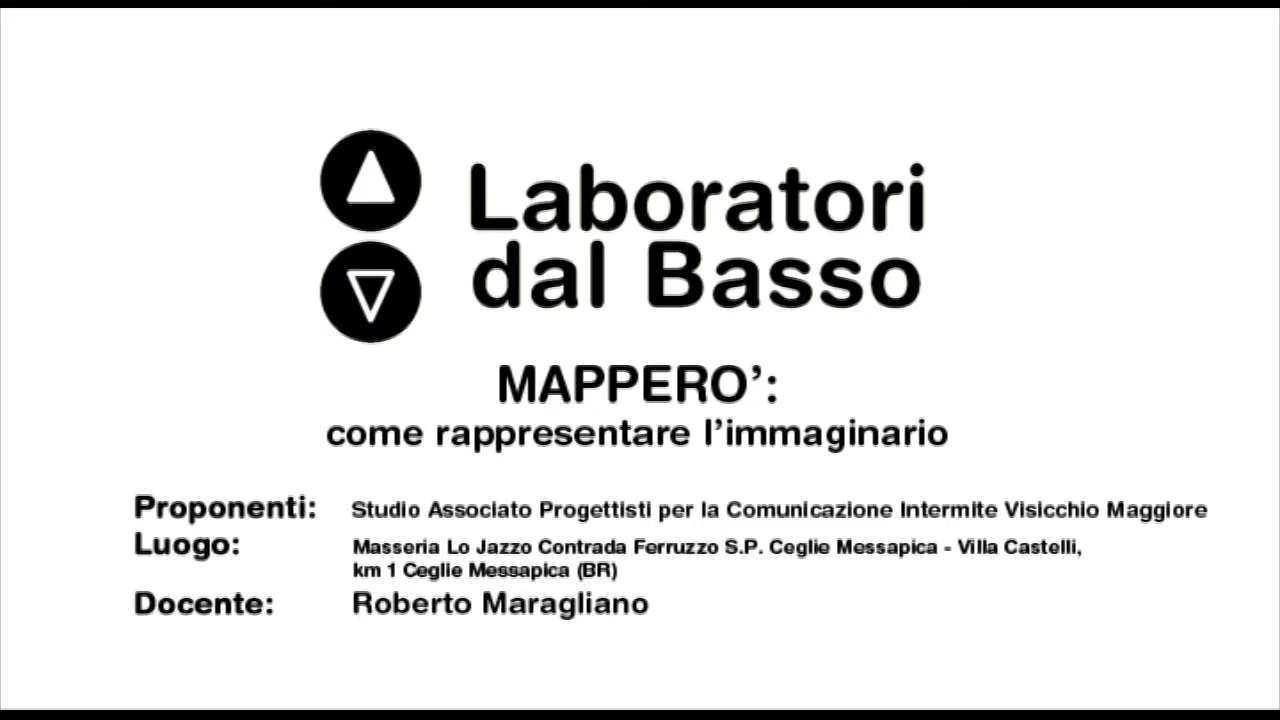 Laboratori
dal Basso
MAPPERO’:
come rappresentare l’immaginario
Proponenti: Studio Associato Progettisti per la Comunicazione Intermite Visicchio Maggiore
Luogo: Masseria Lo Jazzo Contrada Ferruzzo S.P. Ceglie Messapica - Villa Castelli,
km 1 Ceglie Messapica (BR)
Docente: Roberto Maragliano